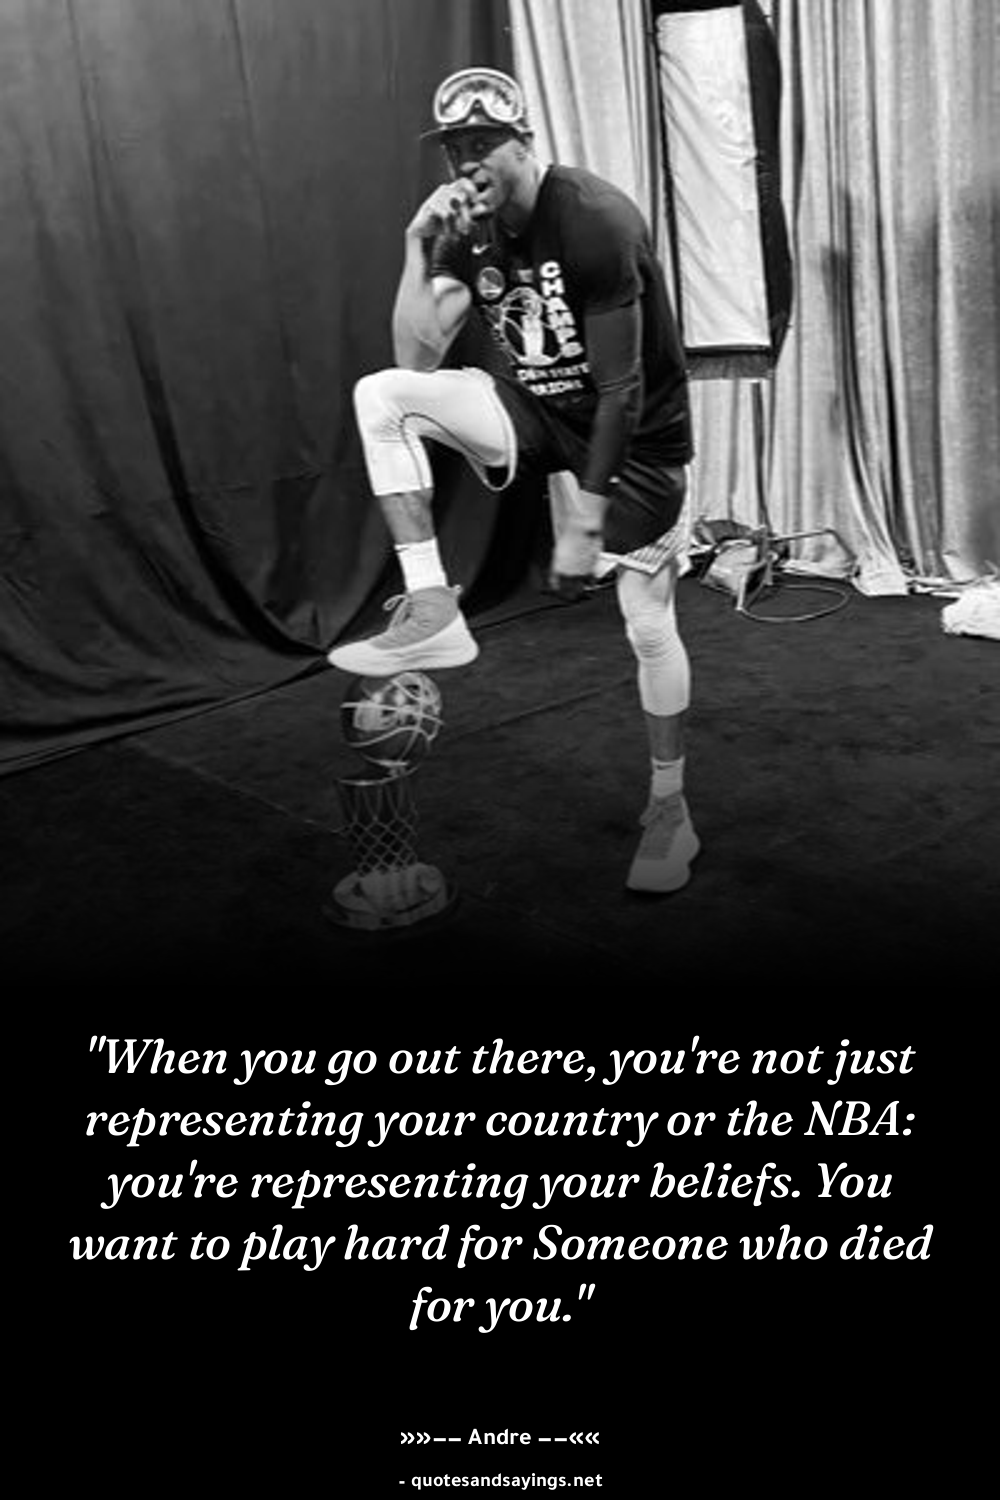 CHAMPS
"When you go out there, you're not just
representing your country or the NBA:
you're representing your beliefs. You
want to play hard for Someone who died
for you."
»»–– Andre ––««
- quotesandsayings.net